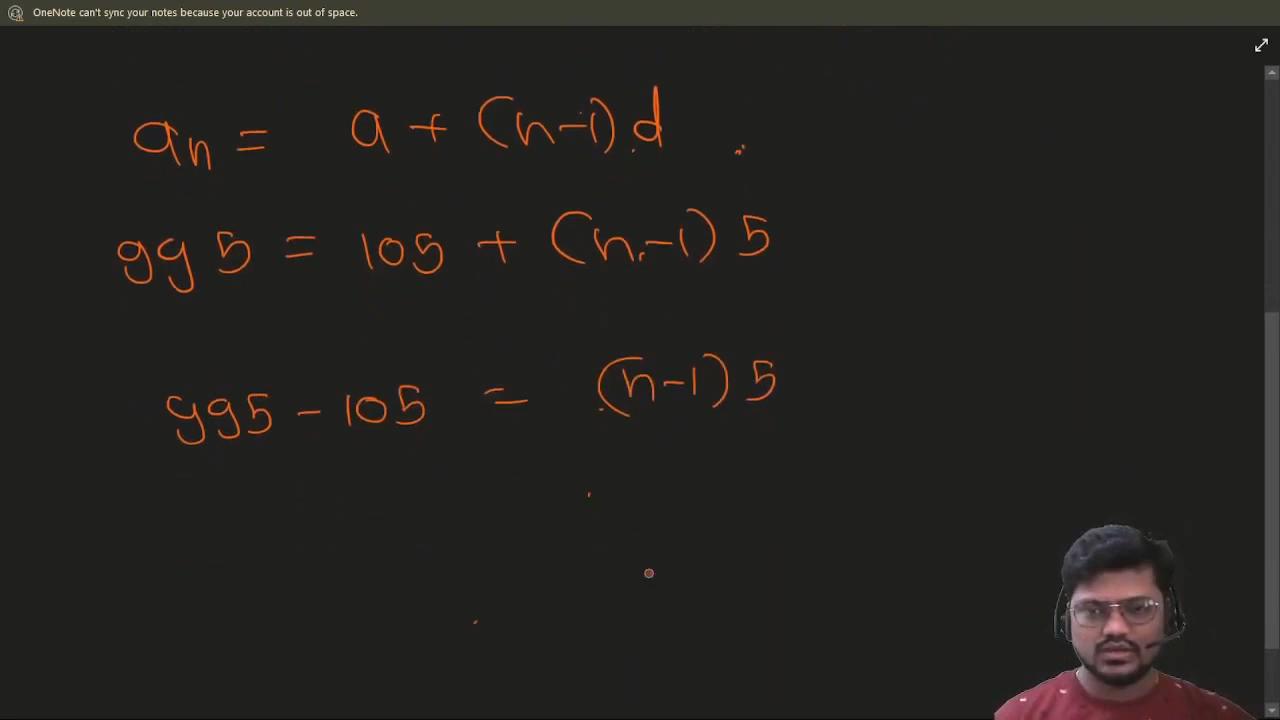 OneNote can't sync your notes because your account is out of space.
an = a + (n-1) d
995 = 105 + (n-1) 5
995 - 105 = (n-1) 5